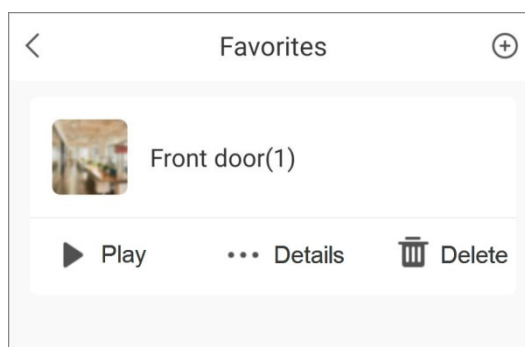 Favorites
Front door(1)
Play Details Delete